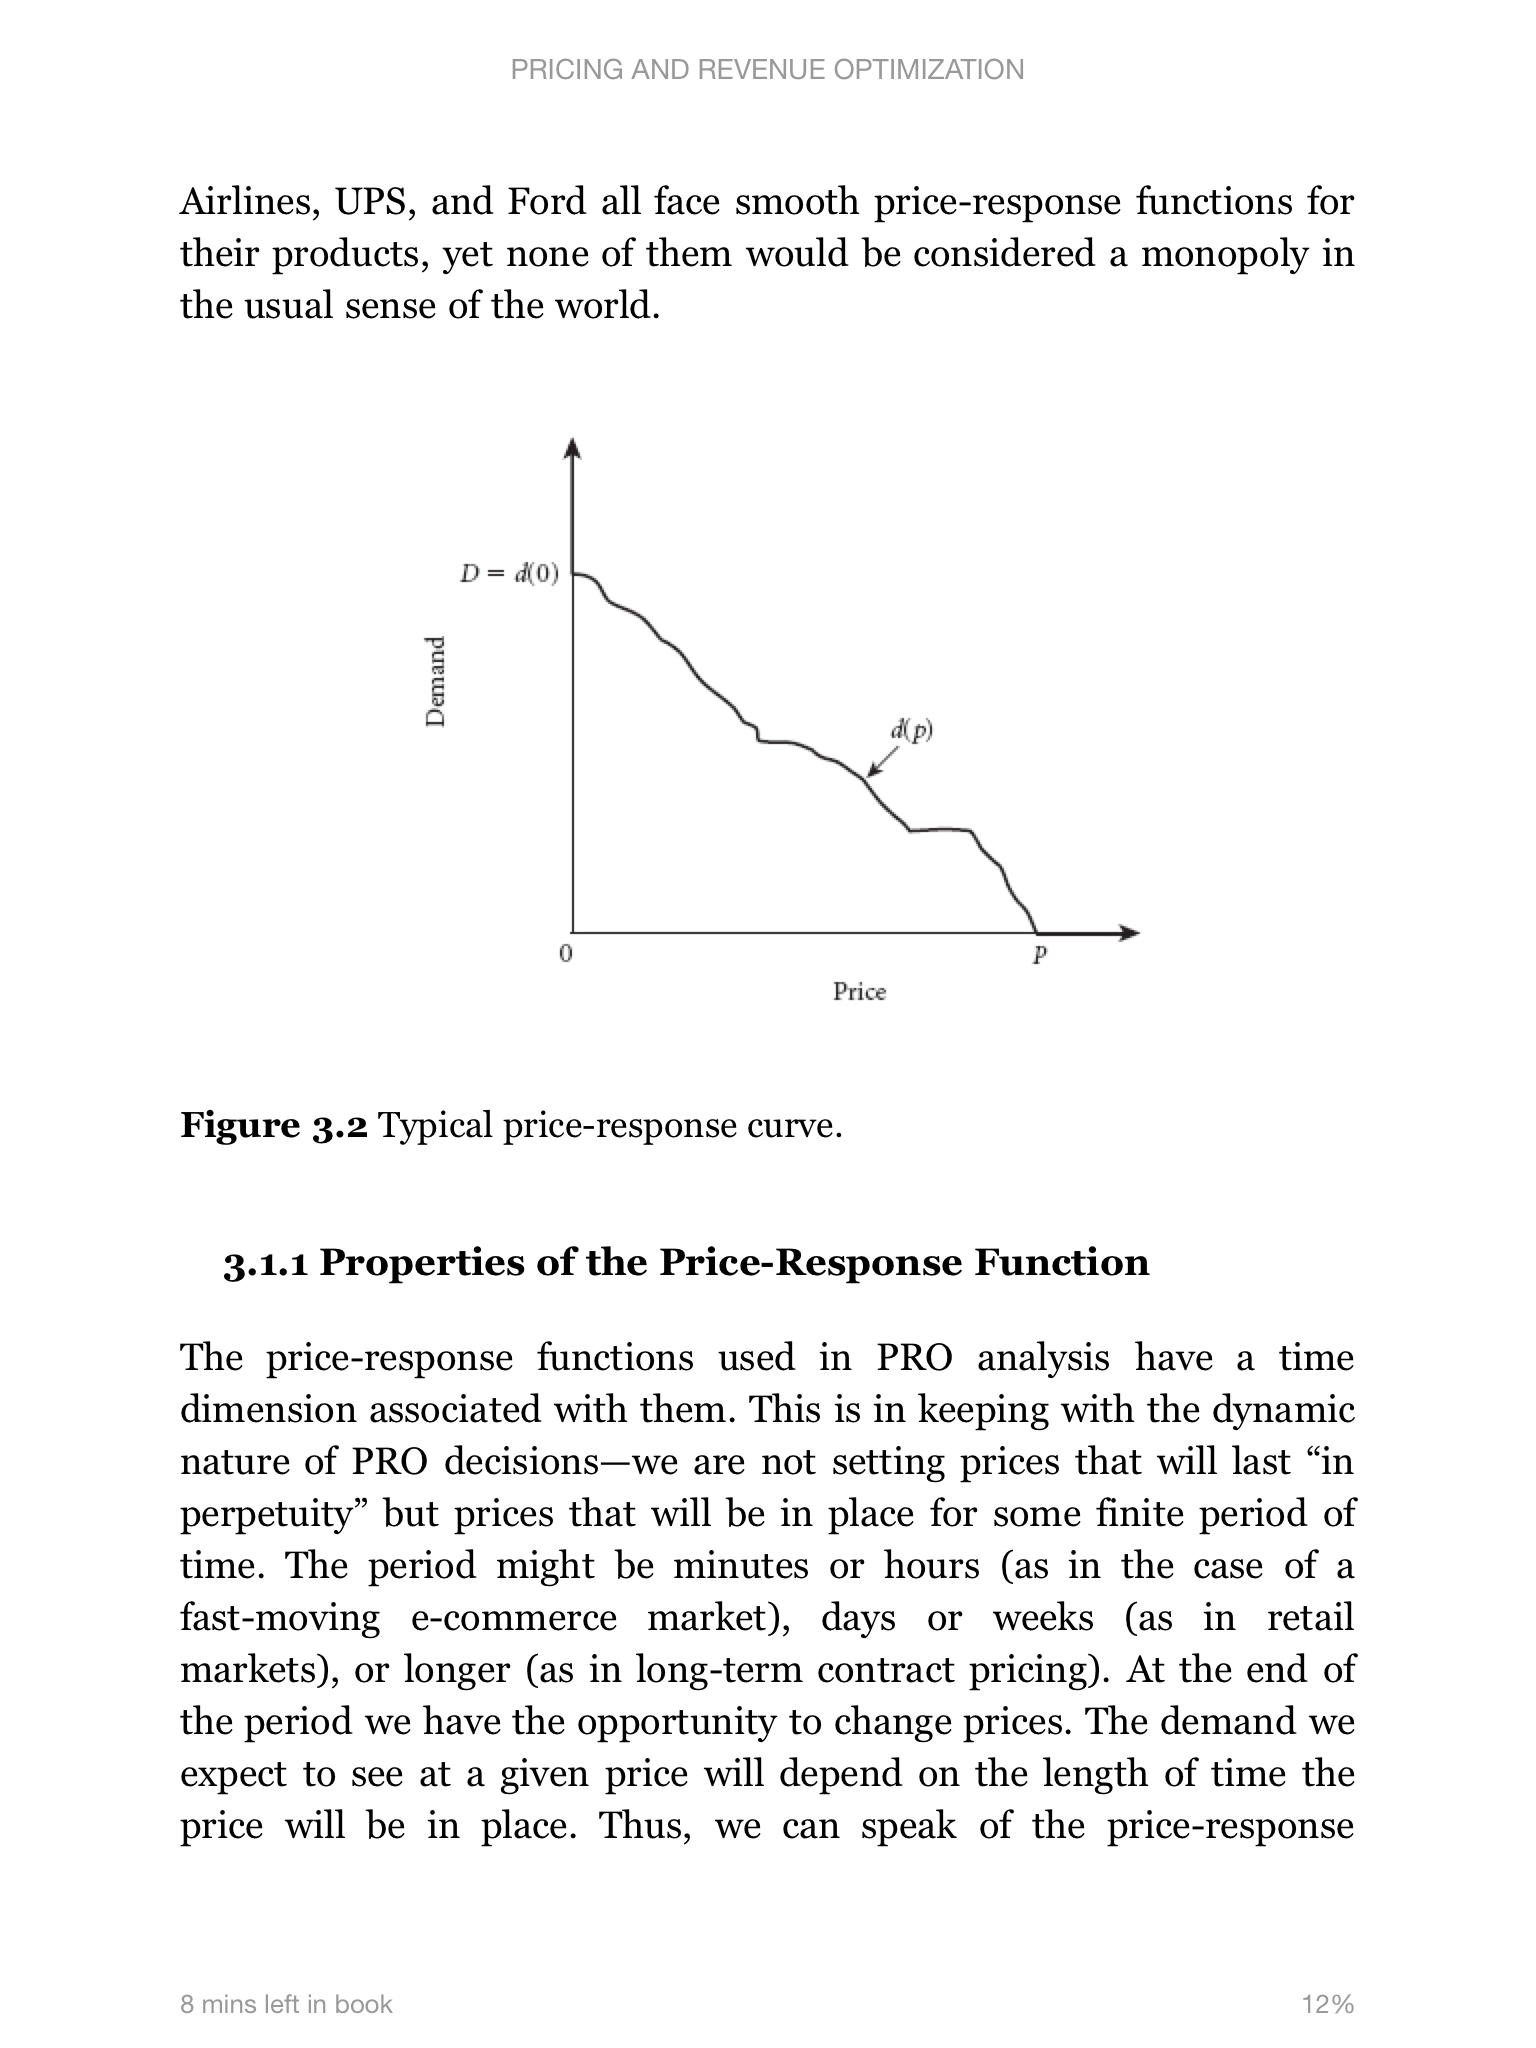 PRICING AND REVENUE OPTIMIZATION
Airlines, UPS, and Ford all face smooth price-response functions for
their products, yet none of them would be considered a monopoly in
the usual sense of the world.
D = d(0)
Demand
d(p)
0
P
Price
Figure 3.2 Typical price-response curve.
3.1.1 Properties of the Price-Response Function
The price-response functions used in PRO analysis have a time
dimension associated with them. This is in keeping with the dynamic
nature of PRO decisions—we are not setting prices that will last “in
perpetuity” but prices that will be in place for some finite period of
time. The period might be minutes or hours (as in the case of a
fast-moving e-commerce market), days or weeks (as in retail
markets), or longer (as in long-term contract pricing). At the end of
the period we have the opportunity to change prices. The demand we
expect to see at a given price will depend on the length of time the
price will be in place. Thus, we can speak of the price-response
8 mins left in book
12%